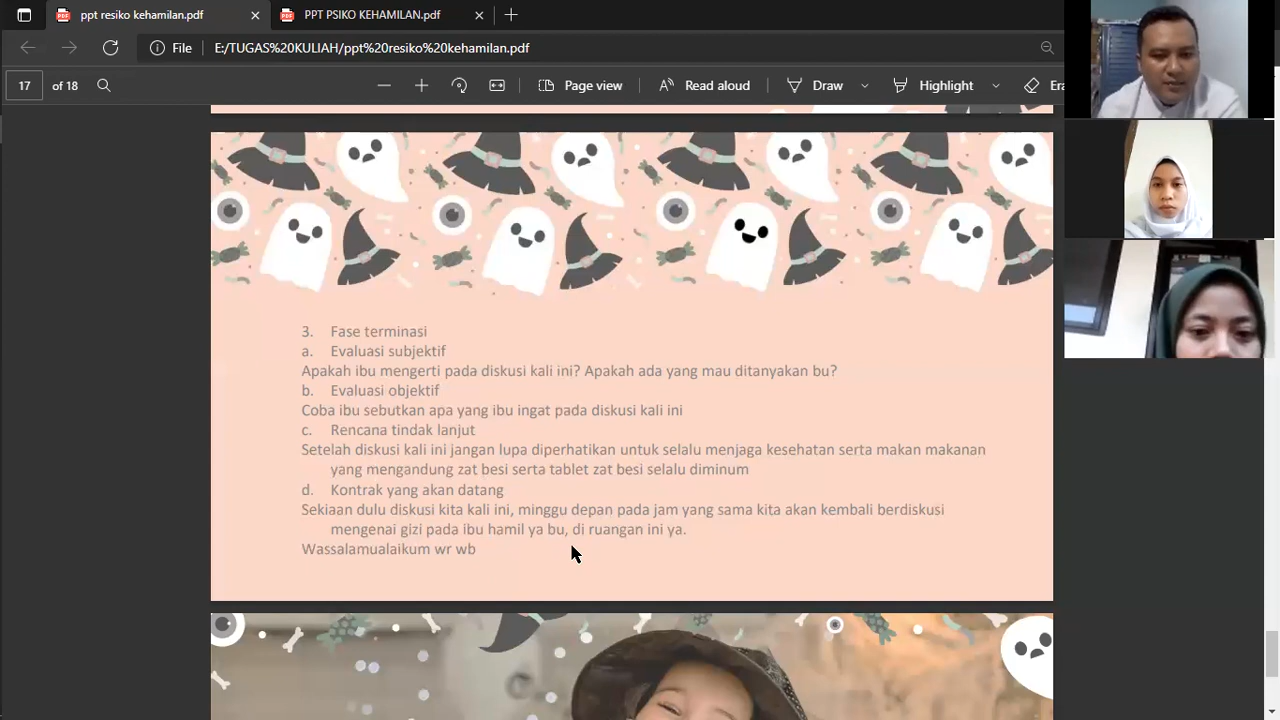 ppt resiko kehamilan.pdf
PPT PSIKO KEHAMILAN.pdf
File
E:/TUGAS%20KULIAH/ppt%20resiko%20kehamilan.pdf
17 of 18
Page view
Read aloud
Draw
Highlight
Era
3. Fase terminasi
a. Evaluasi subjektif
Apakah ibu mengerti pada diskusi kali ini? Apakah ada yang mau ditanyakan bu?
b. Evaluasi objektif
Coba ibu sebutkan apa yang ibu ingat pada diskusi kali ini
c. Rencana tindak lanjut
Setelah diskusi kali ini jangan lupa diperhatikan untuk selalu menjaga kesehatan serta makan makanan
yang mengandung zat besi serta tablet zat besi selalu diminum
d. Kontrak yang akan datang
Sekiaan dulu diskusi kita kali ini, minggu depan pada jam yang sama kita akan kembali berdiskusi
mengenai gizi pada ibu hamil ya bu, di ruangan ini ya.
Wassalamualaikum wr wb